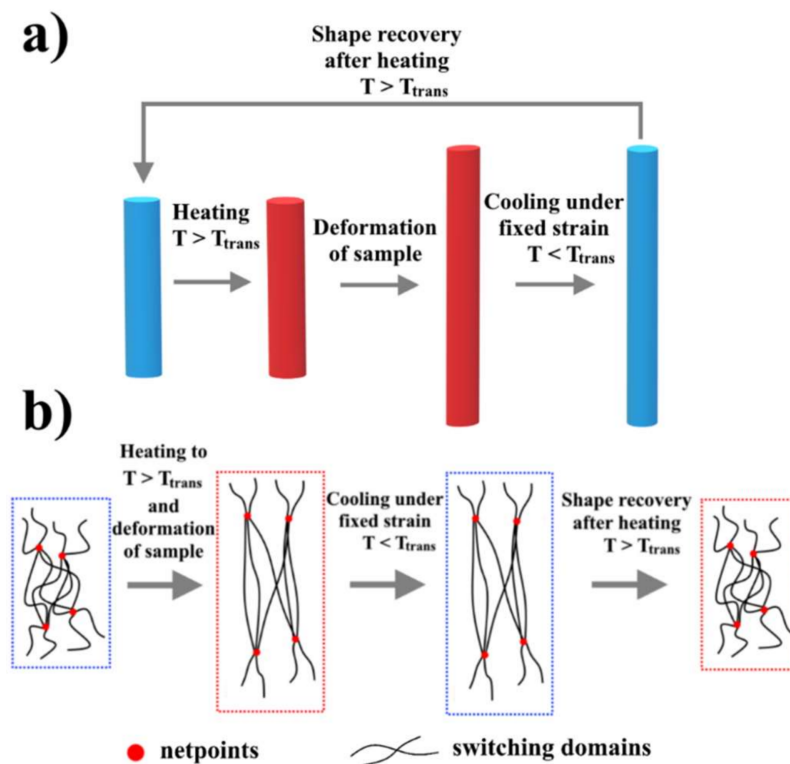 a)
Shape recovery
after heating
T > Ttrans
Heating
T > Ttrans
Deformation
of sample
Cooling under
fixed strain
T < Ttrans
b)
Heating to
T > Ttrans
and
deformation
of sample
Cooling under
fixed strain
T < Ttrans
Shape recovery
after heating
T > Ttrans
netpoints
switching domains